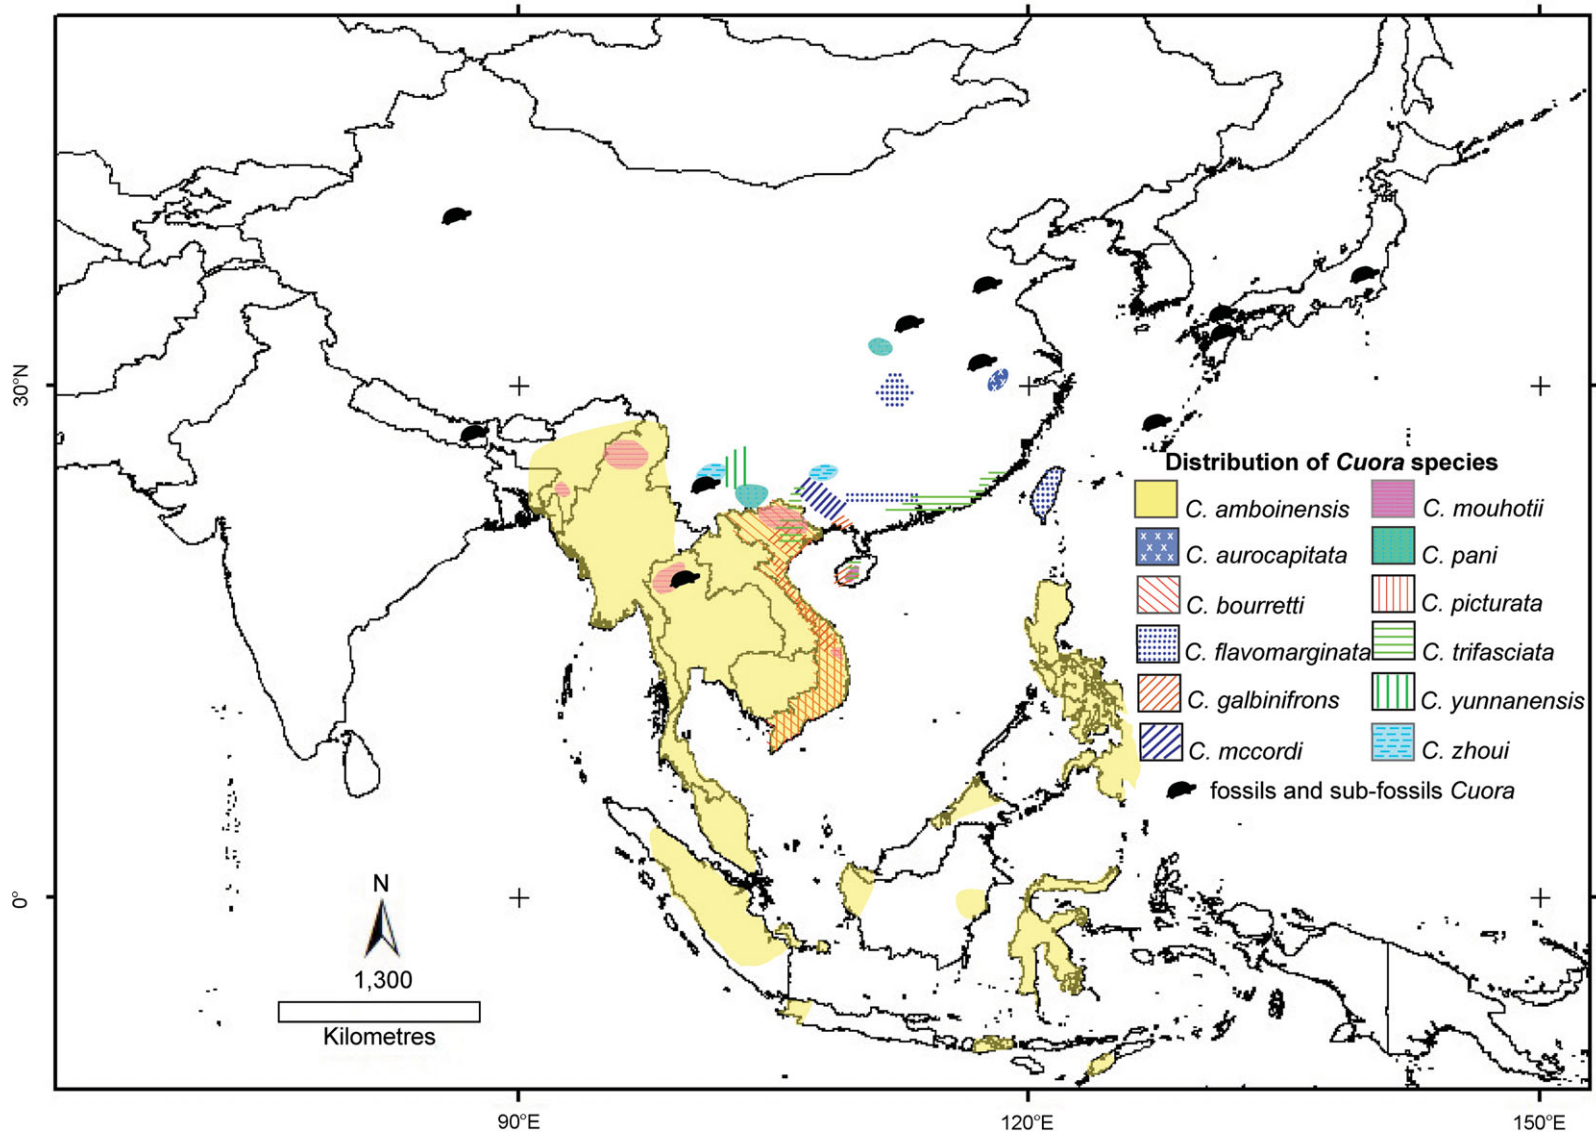 30°N
0°
Distribution of Cuora species
C. amboinensis
C. mouhotii
C. aurocapitata
C. pani
C. bourretti
C. picturata
C. flavomarginata
C. trifasciata
C. galbinifrons
C. yunnanensis
C. mccordi
C. zhoui
fossils and sub-fossils Cuora
N
1,300
Kilometres
90°E
120°E
150°E